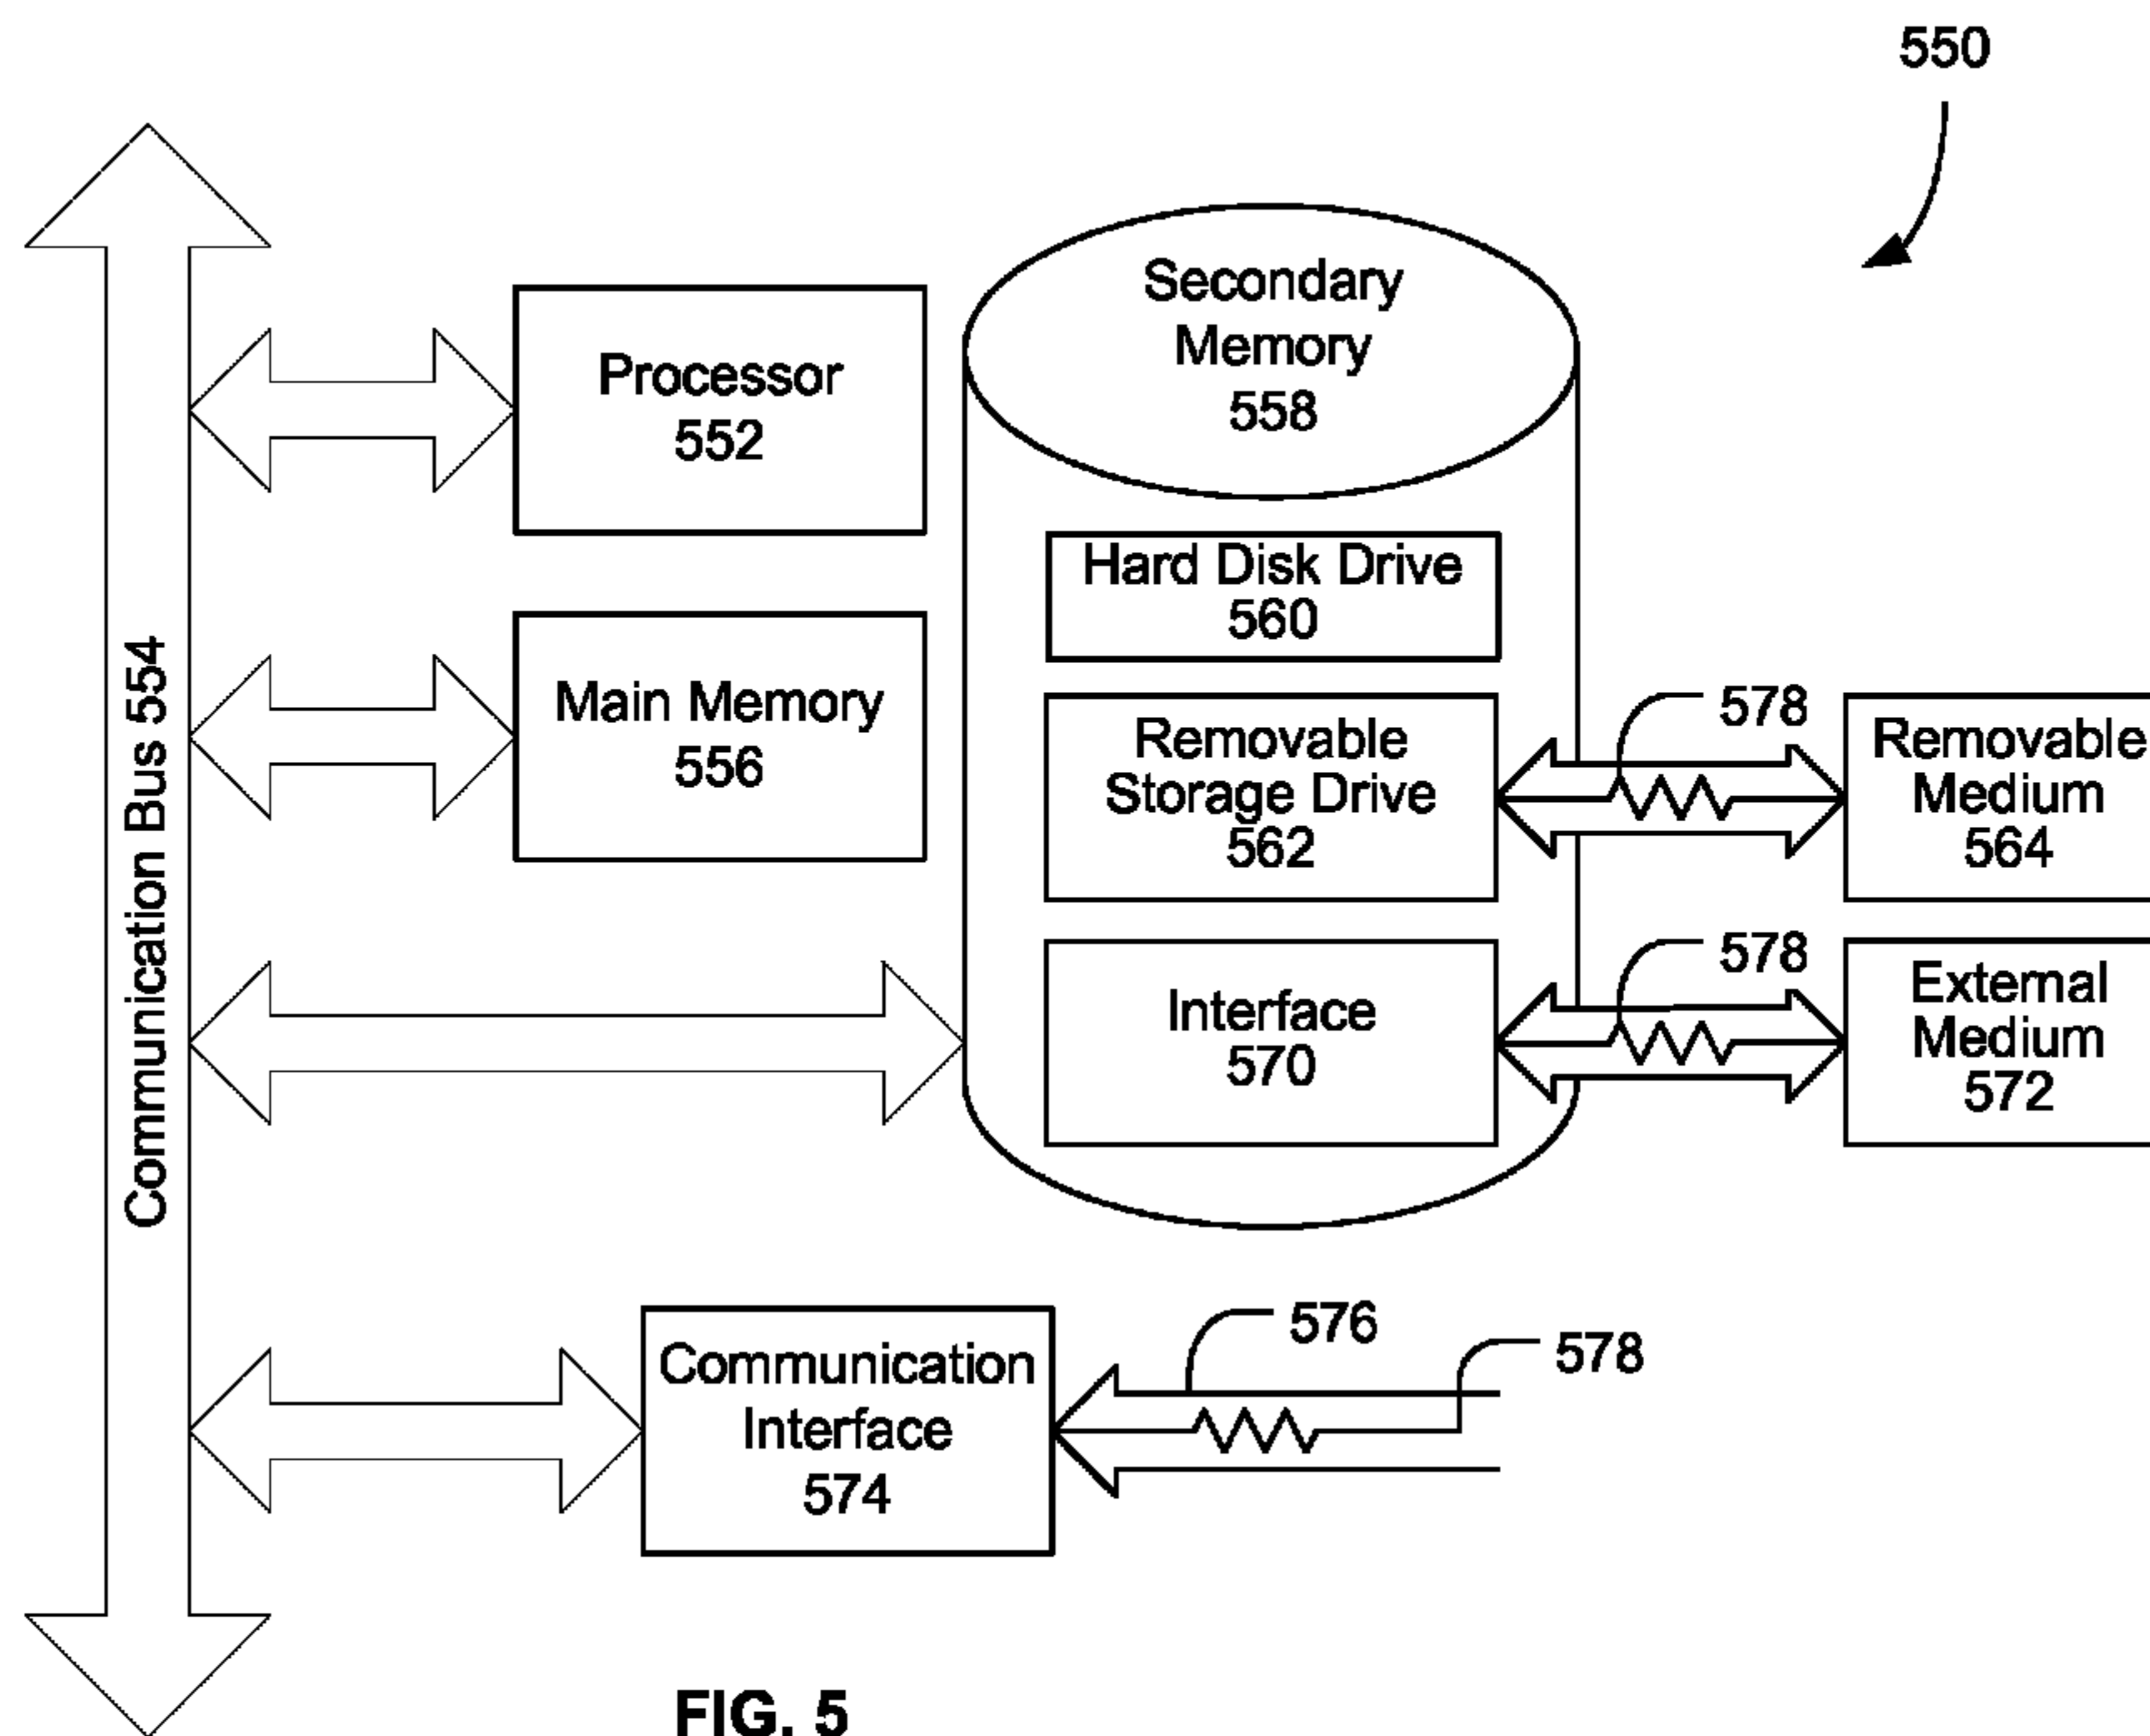 550
Secondary
Memory
558
Processor
552
Hard Disk Drive
560
Main Memory
556
Removable
Storage Drive
562
578
Removable
Medium
564
Communication Bus 554
Interface
570
578
External
Medium
572
Communication
Interface
574
576
578
FIG. 5